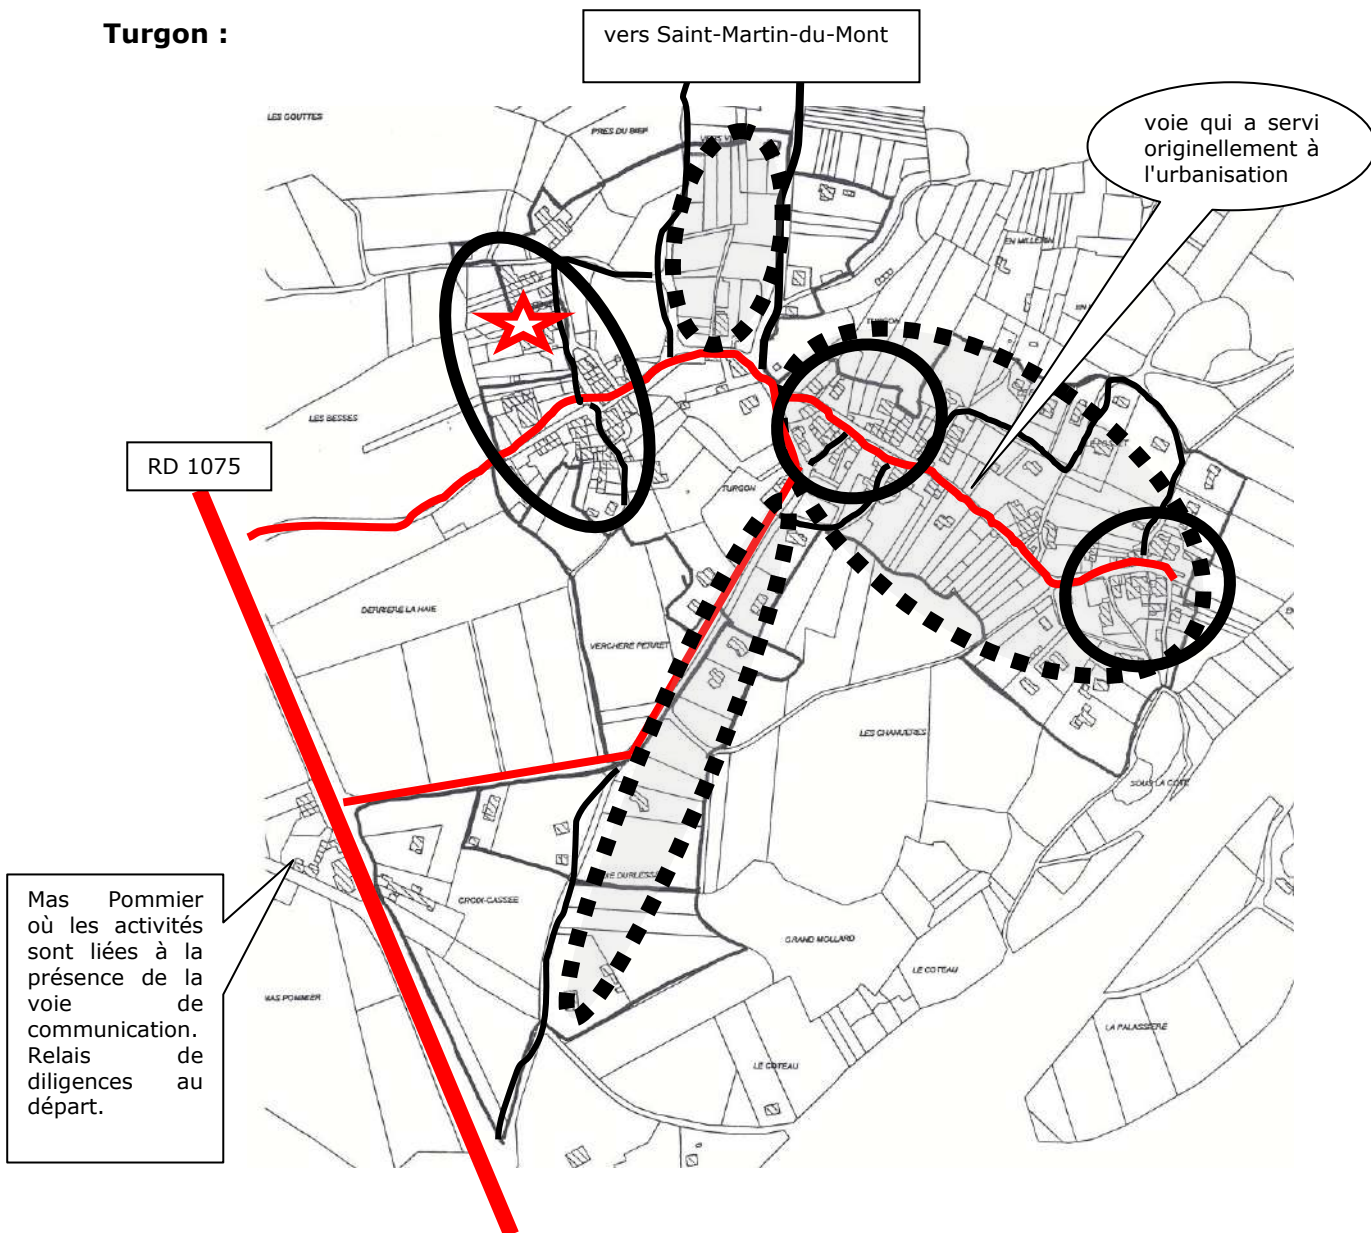 Turgon :
vers Saint-Martin-du-Mont
voie qui a servi
originellement à
l'urbanisation
LES GOUTTES
PRES DU BIEF
EN MILLERIN
TURGON
LES BESSES
RD 1075
TURGON
DERRIERE LA HAIE
VERCHERE PERRET
LES CHANUERES
SOUS LA COTE
CROIX-CASSEE
GRAND MOLLARD
LE COTEAU
MAS POMMIER
LA PALASSIERE
LE COTEAU
Mas Pommier
où les activités
sont liées à la
présence de la
voie de
communication.
Relais de
diligences au
départ.